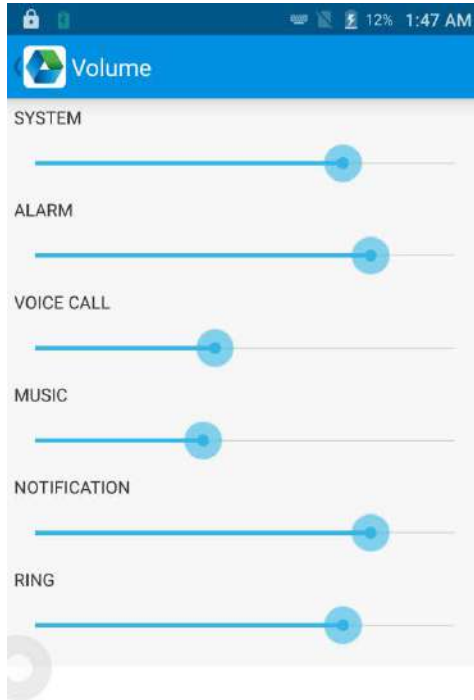 12% 1:47 AM
Volume
SYSTEM
ALARM
VOICE CALL
MUSIC
NOTIFICATION
RING